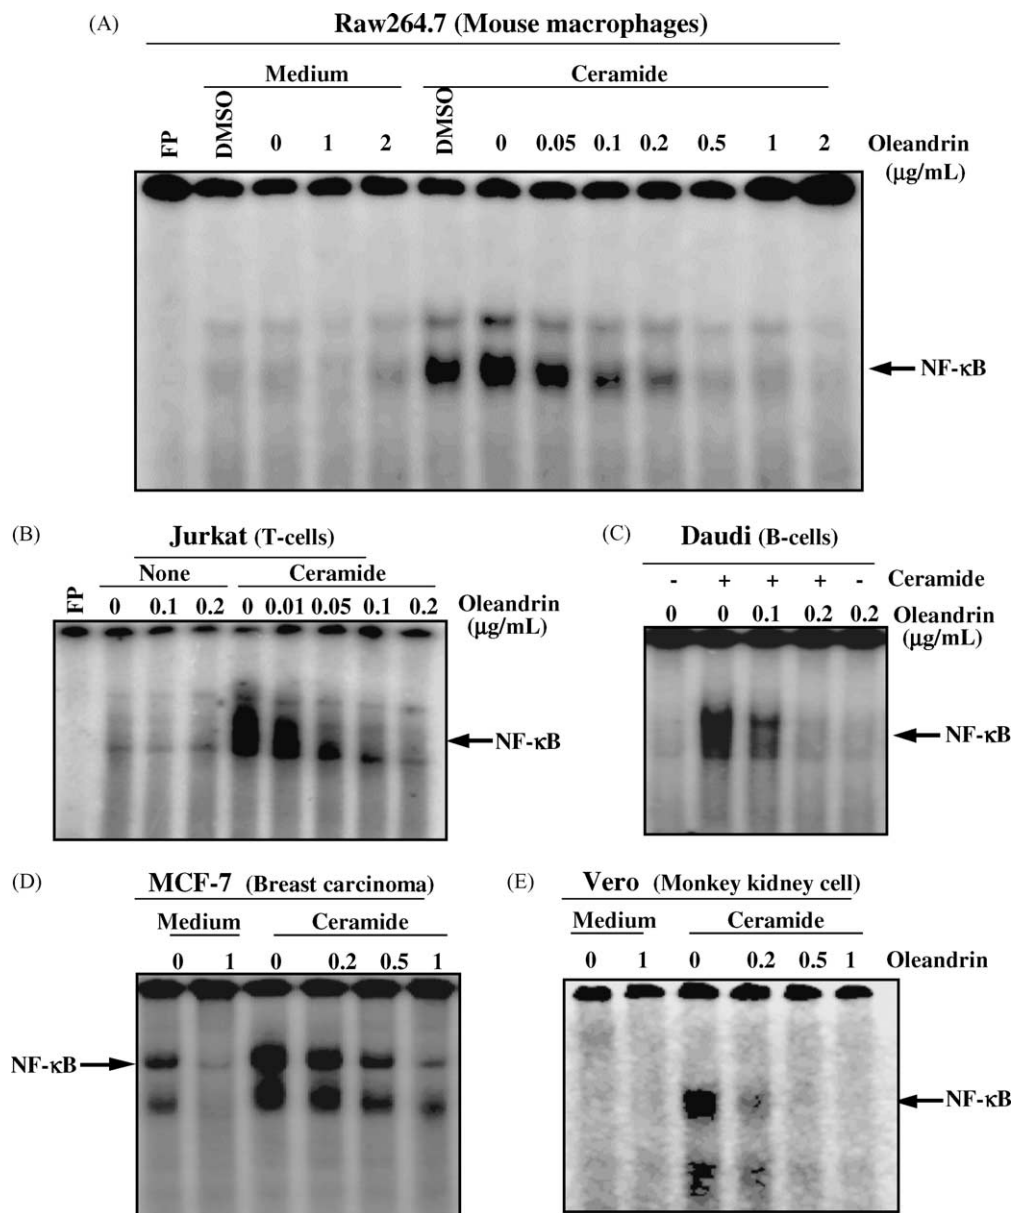 (A)
Raw264.7 (Mouse macrophages)
Medium Ceramide
FP DMSO 0 1 2 DMSO 0 0.05 0.1 0.2 0.5 1 2 Oleandrin
(μg/mL)
NF-κB
(B)
Jurkat (T-cells)
None Ceramide
FP 0 0.1 0.2 0 0.01 0.05 0.1 0.2 Oleandrin
(μg/mL)
NF-κB
(C)
Daudi (B-cells)
- + + + - Ceramide
0 0 0.1 0.2 0.2 Oleandrin
(μg/mL)
NF-κB
(D)
MCF-7 (Breast carcinoma)
Medium Ceramide
0 1 0 0.2 0.5 1
NF-κB
(E)
Vero (Monkey kidney cell)
Medium Ceramide
0 1 0 0.2 0.5 1 Oleandrin
NF-κB